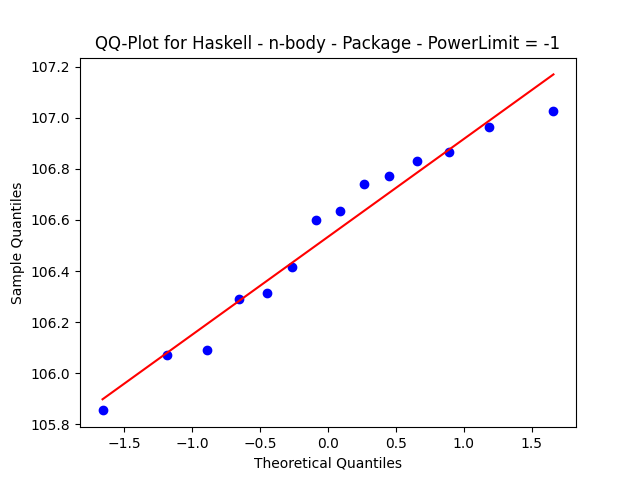 QQ-Plot for Haskell - n-body - Package - PowerLimit = -1
107.2
107.0
106.8
106.6
106.4
106.2
106.0
105.8
Sample Quantiles
−1.5 −1.0 −0.5 0.0 0.5 1.0 1.5
Theoretical Quantiles